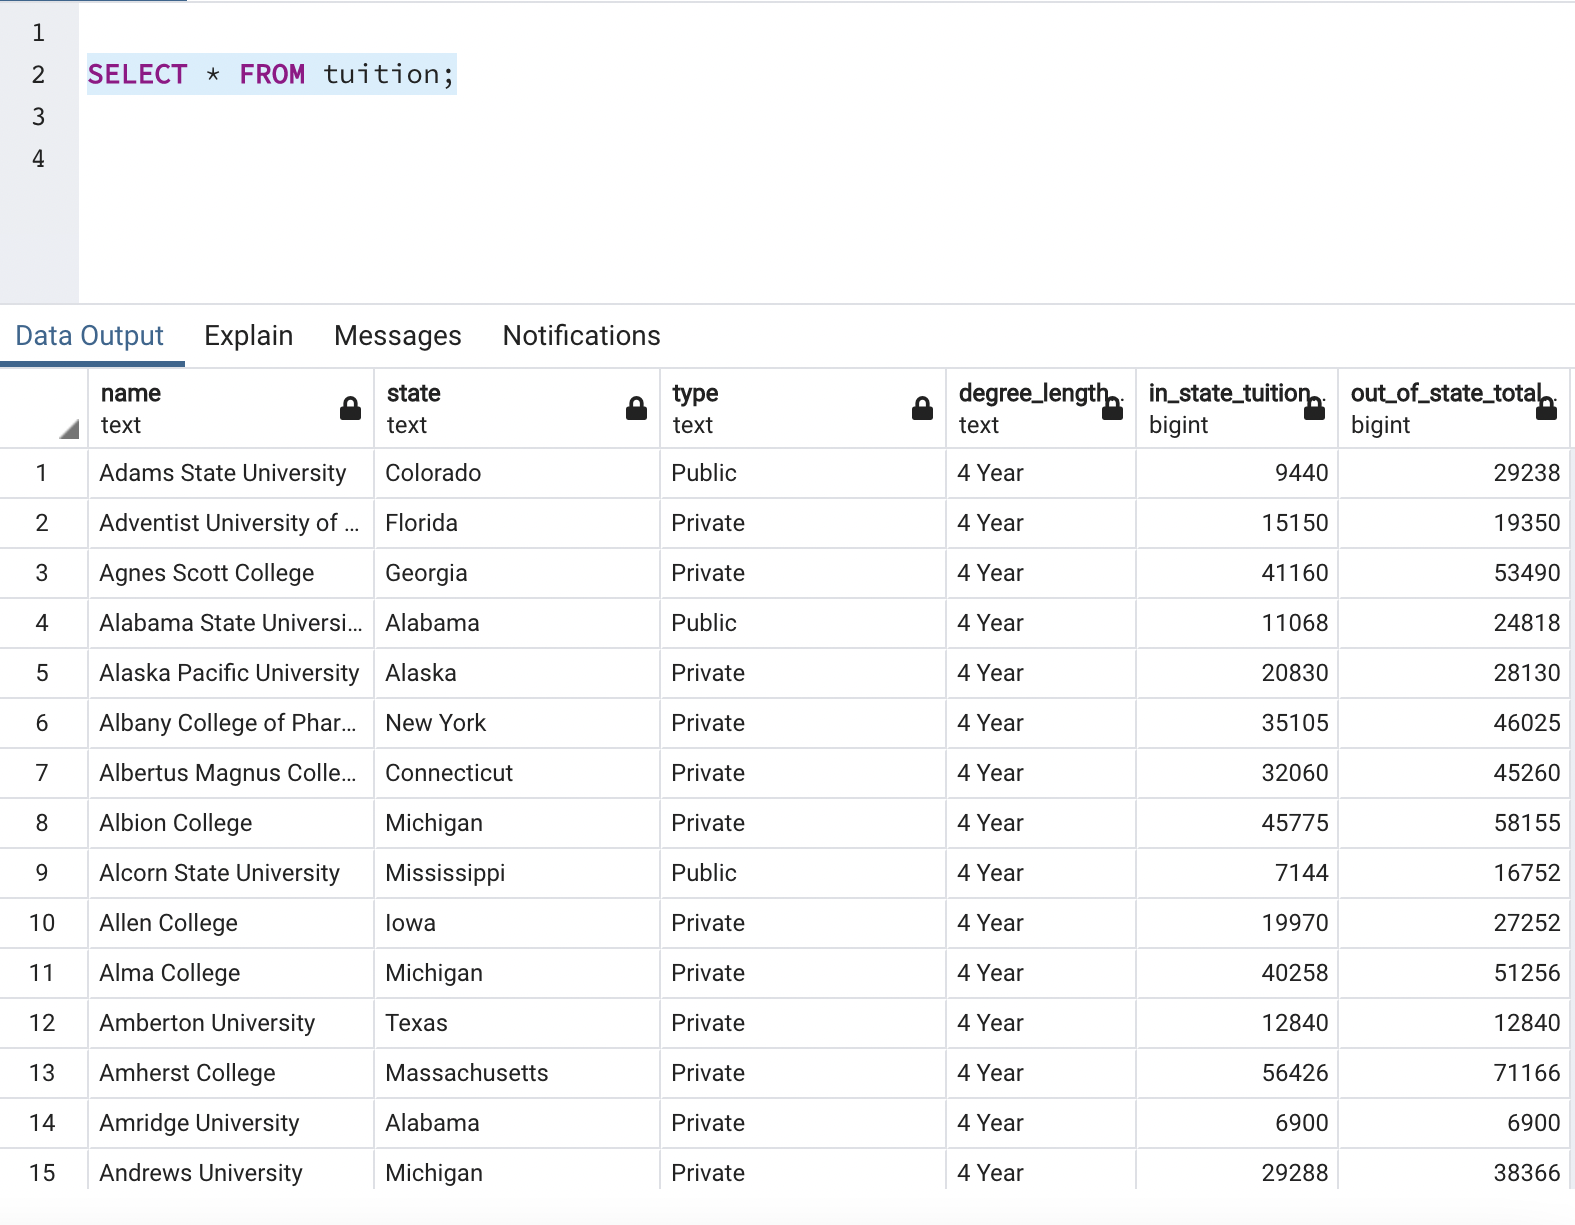 1
2 SELECT * FROM tuition;
3
4
Data Output Explain Messages Notifications
name state type degree_length... in_state_tuition... out_of_state_total...
text text text text bigint bigint
1 Adams State University Colorado Public 4 Year 9440 29238
2 Adventist University of ... Florida Private 4 Year 15150 19350
3 Agnes Scott College Georgia Private 4 Year 41160 53490
4 Alabama State Universi... Alabama Public 4 Year 11068 24818
5 Alaska Pacific University Alaska Private 4 Year 20830 28130
6 Albany College of Phar... New York Private 4 Year 35105 46025
7 Albertus Magnus Colle... Connecticut Private 4 Year 32060 45260
8 Albion College Michigan Private 4 Year 45775 58155
9 Alcorn State University Mississippi Public 4 Year 7144 16752
10 Allen College Iowa Private 4 Year 19970 27252
11 Alma College Michigan Private 4 Year 40258 51256
12 Amberton University Texas Private 4 Year 12840 12840
13 Amherst College Massachusetts Private 4 Year 56426 71166
14 Amridge University Alabama Private 4 Year 6900 6900
15 Andrews University Michigan Private 4 Year 29288 38366